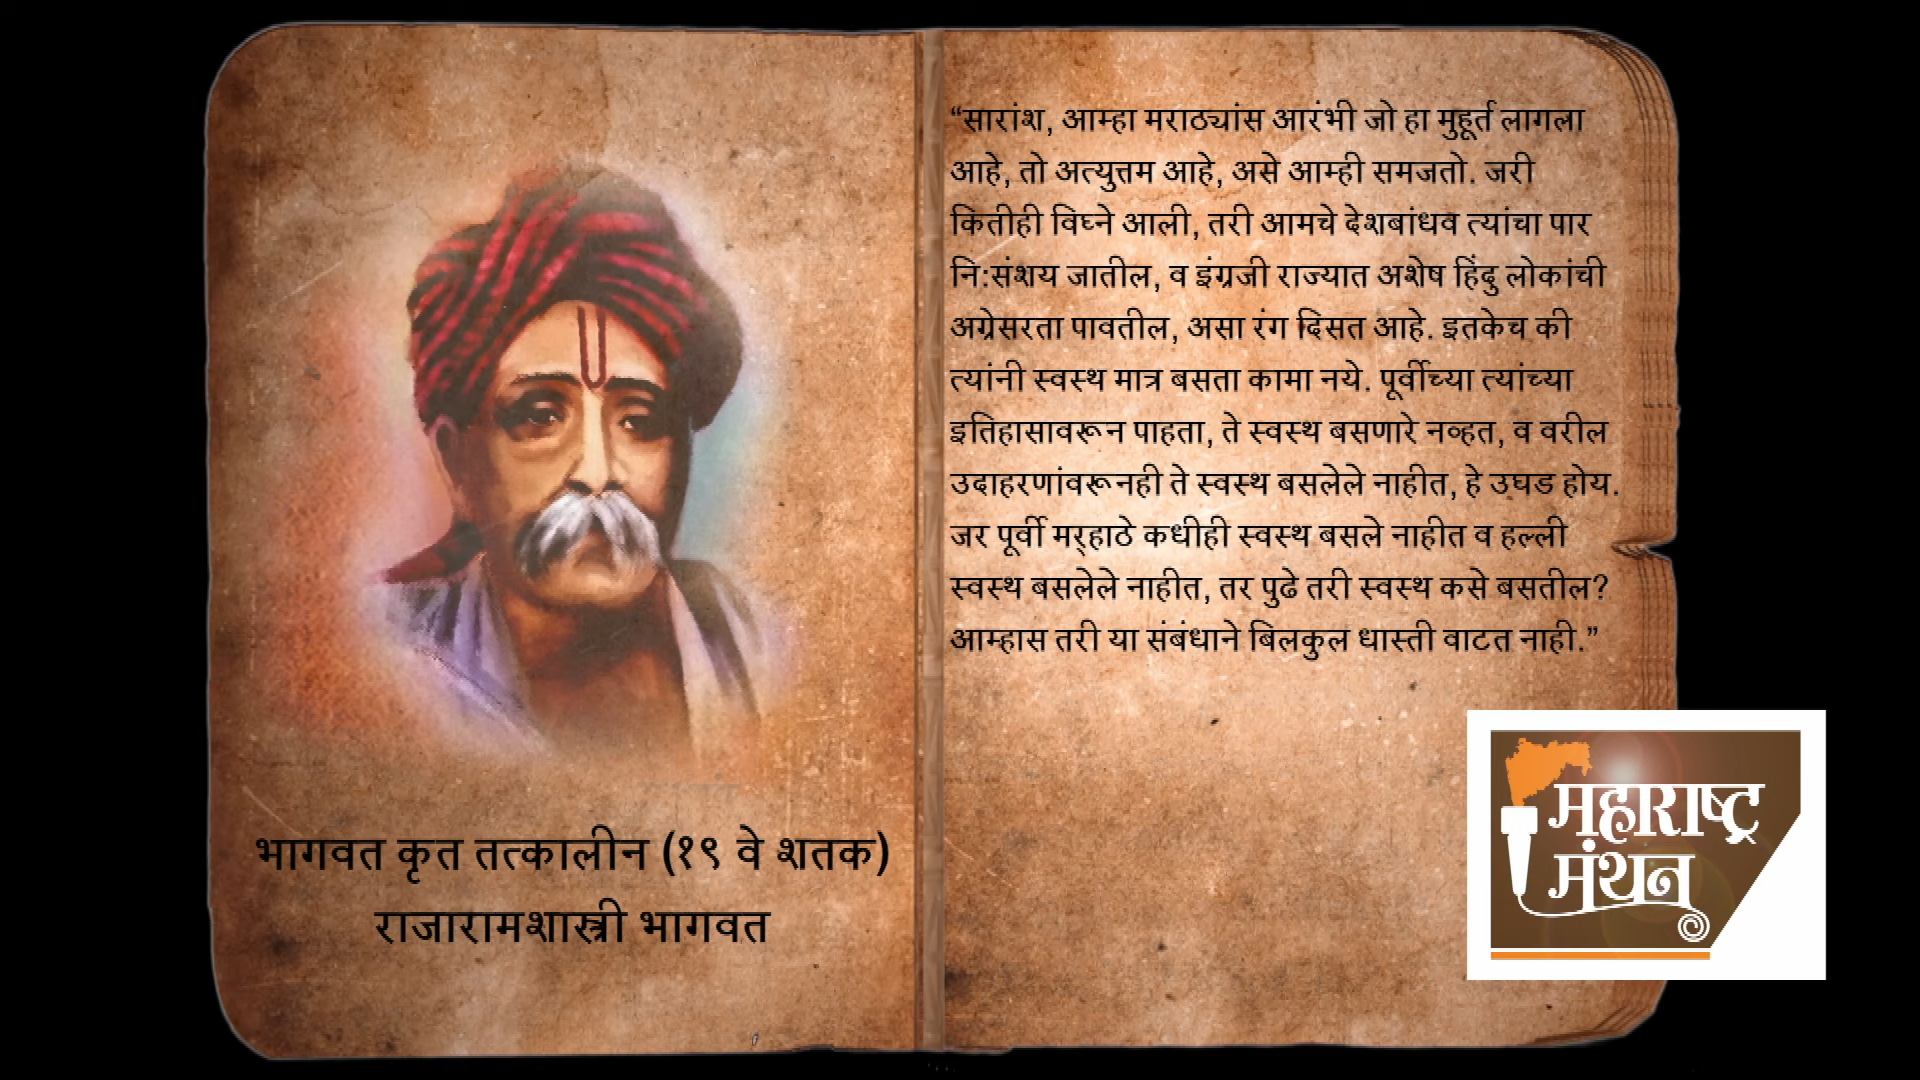 भागवत कृत तत्कालीन (१९ वे शतक)
राजारामशास्त्री भागवत
“सारांश, आम्हा मराठ्यांस आरंभी जो हा मुहूर्त लागला
आहे, तो अत्युत्तम आहे, असे आम्ही समजतो. जरी
कितीही विघ्ने आली, तरी आमचे देशबांधव त्यांचा पार
नि:संशय जातील, व इंग्रजी राज्यात अशेष हिंदु लोकांची
अग्रेसरता पावतील, असा रंग दिसत आहे. इतकेच की
त्यांनी स्वस्थ मात्र बसता कामा नये. पूर्वीच्या त्यांच्या
इतिहासावरून पाहता, ते स्वस्थ बसणारे नव्हत, व वरील
उदाहरणांवरूनही ते स्वस्थ बसलेले नाहीत, हे उघड होय.
जर पूर्वी मर्‍हाठे कधीही स्वस्थ बसले नाहीत व हल्ली
स्वस्थ बसलेले नाहीत, तर पुढे तरी स्वस्थ कसे बसतील?
आम्हास तरी या संबंधाने बिलकुल धास्ती वाटत नाही.”
महाराष्ट्र
मंथन